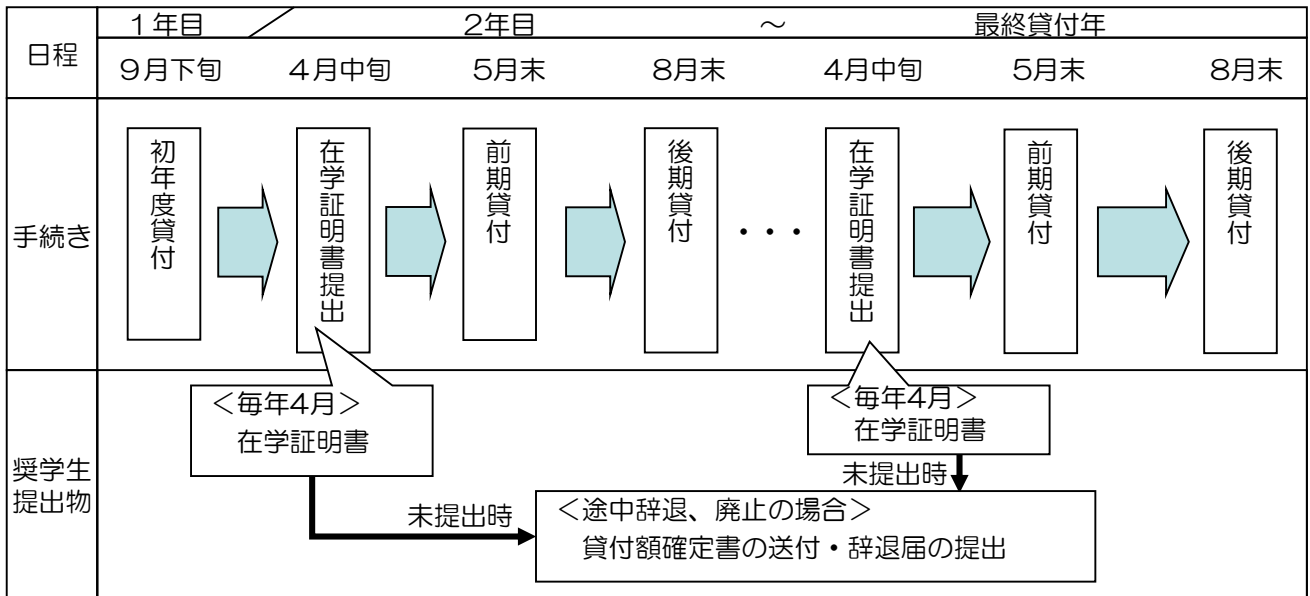 日程
1年目
2年目
～
最終貸付年
9月下旬
4月中旬
5月末
8月末
4月中旬
5月末
8月末
手続き
初年度貸付
在学証明書提出
前期貸付
後期貸付
・・・
在学証明書提出
前期貸付
後期貸付
奨学生
提出物
＜毎年4月＞
在学証明書
＜毎年4月＞
在学証明書
未提出時
未提出時
＜途中辞退、廃止の場合＞
貸付額確定書の送付・辞退届の提出